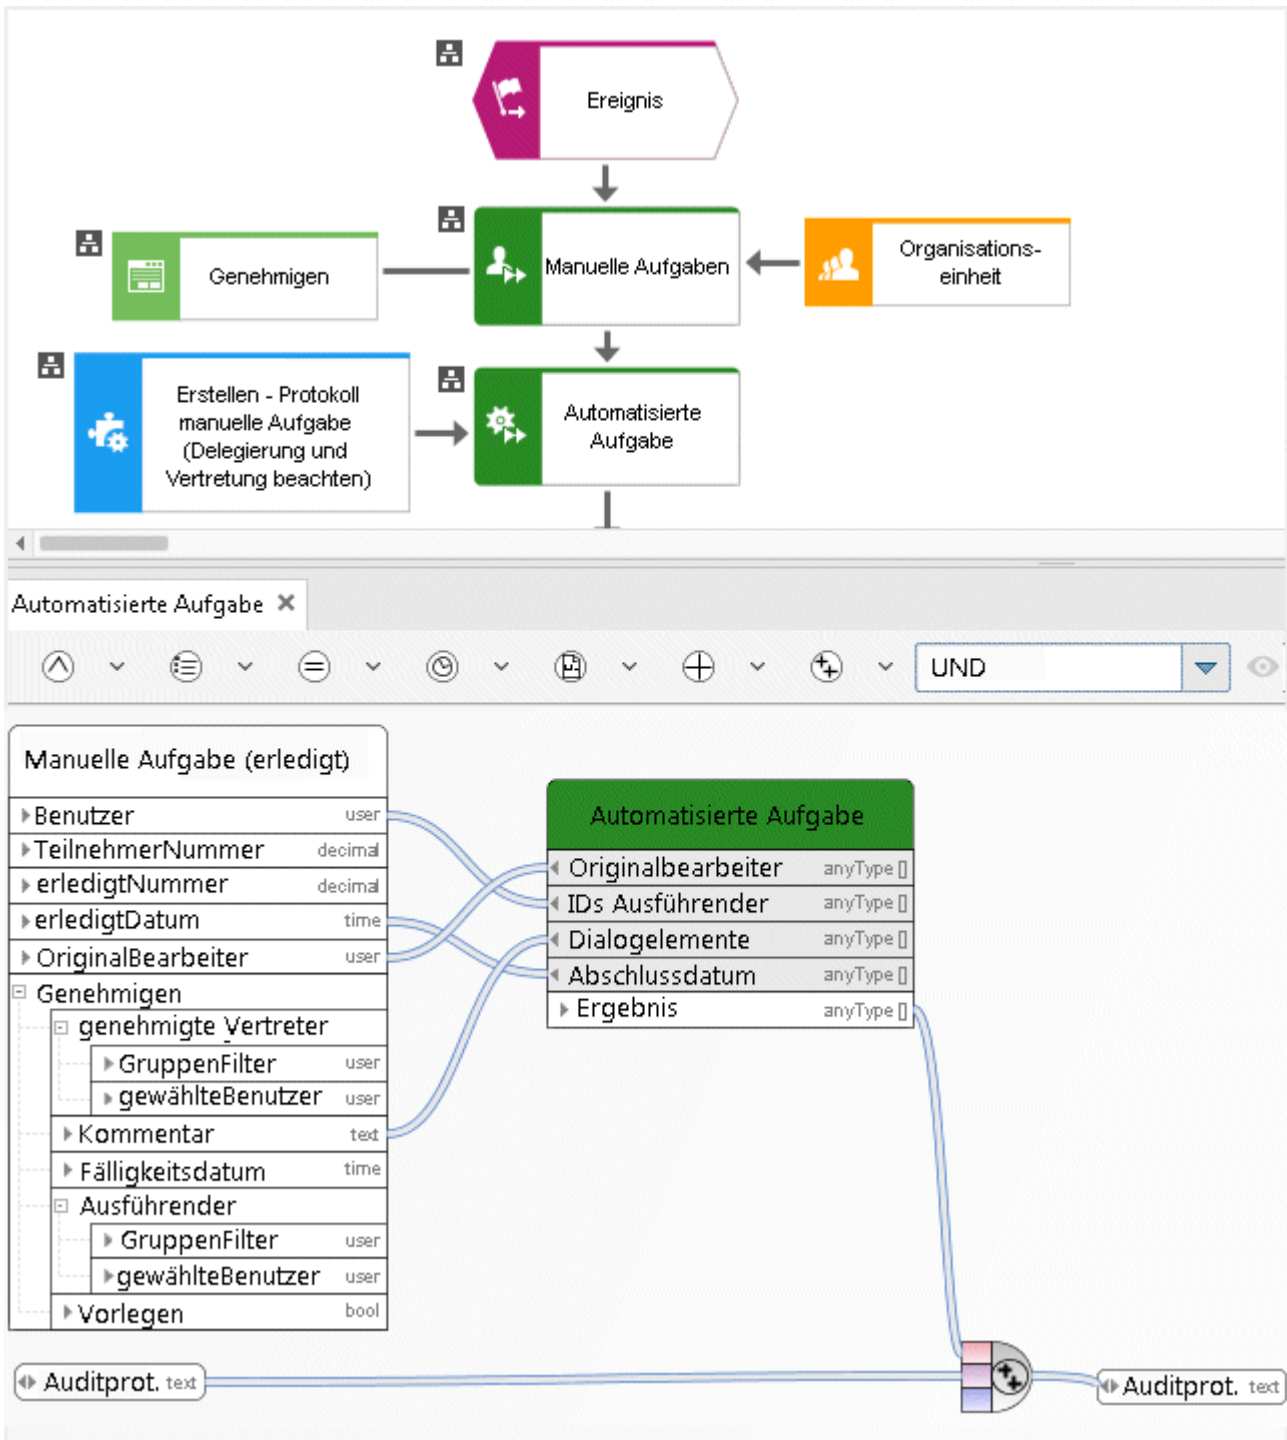 Ereignis
Genehmigen
Manuelle Aufgaben
Organisations-
einheit
Erstellen - Protokoll
manuelle Aufgabe
(Delegierung und
Vertretung beachten)
Automatisierte
Aufgabe
Automatisierte Aufgabe
UND
Manuelle Aufgabe (erledigt)
Benutzer user
TeilnehmerNummer decimal
erledigtNummer decimal
erledigtDatum time
OriginalBearbeiter user
Genehmigen
genehmigte Vertreter
GruppenFilter user
gewählteBenutzer user
Kommentar text
Fälligkeitsdatum time
Ausführender
GruppenFilter user
gewählteBenutzer user
Vorlegen bool
Automatisierte Aufgabe
Originalbearbeiter anyType []
IDs Ausführender anyType []
Dialogelemente anyType []
Abschlussdatum anyType []
Ergebnis anyType []
Auditprot. text
Auditprot. text